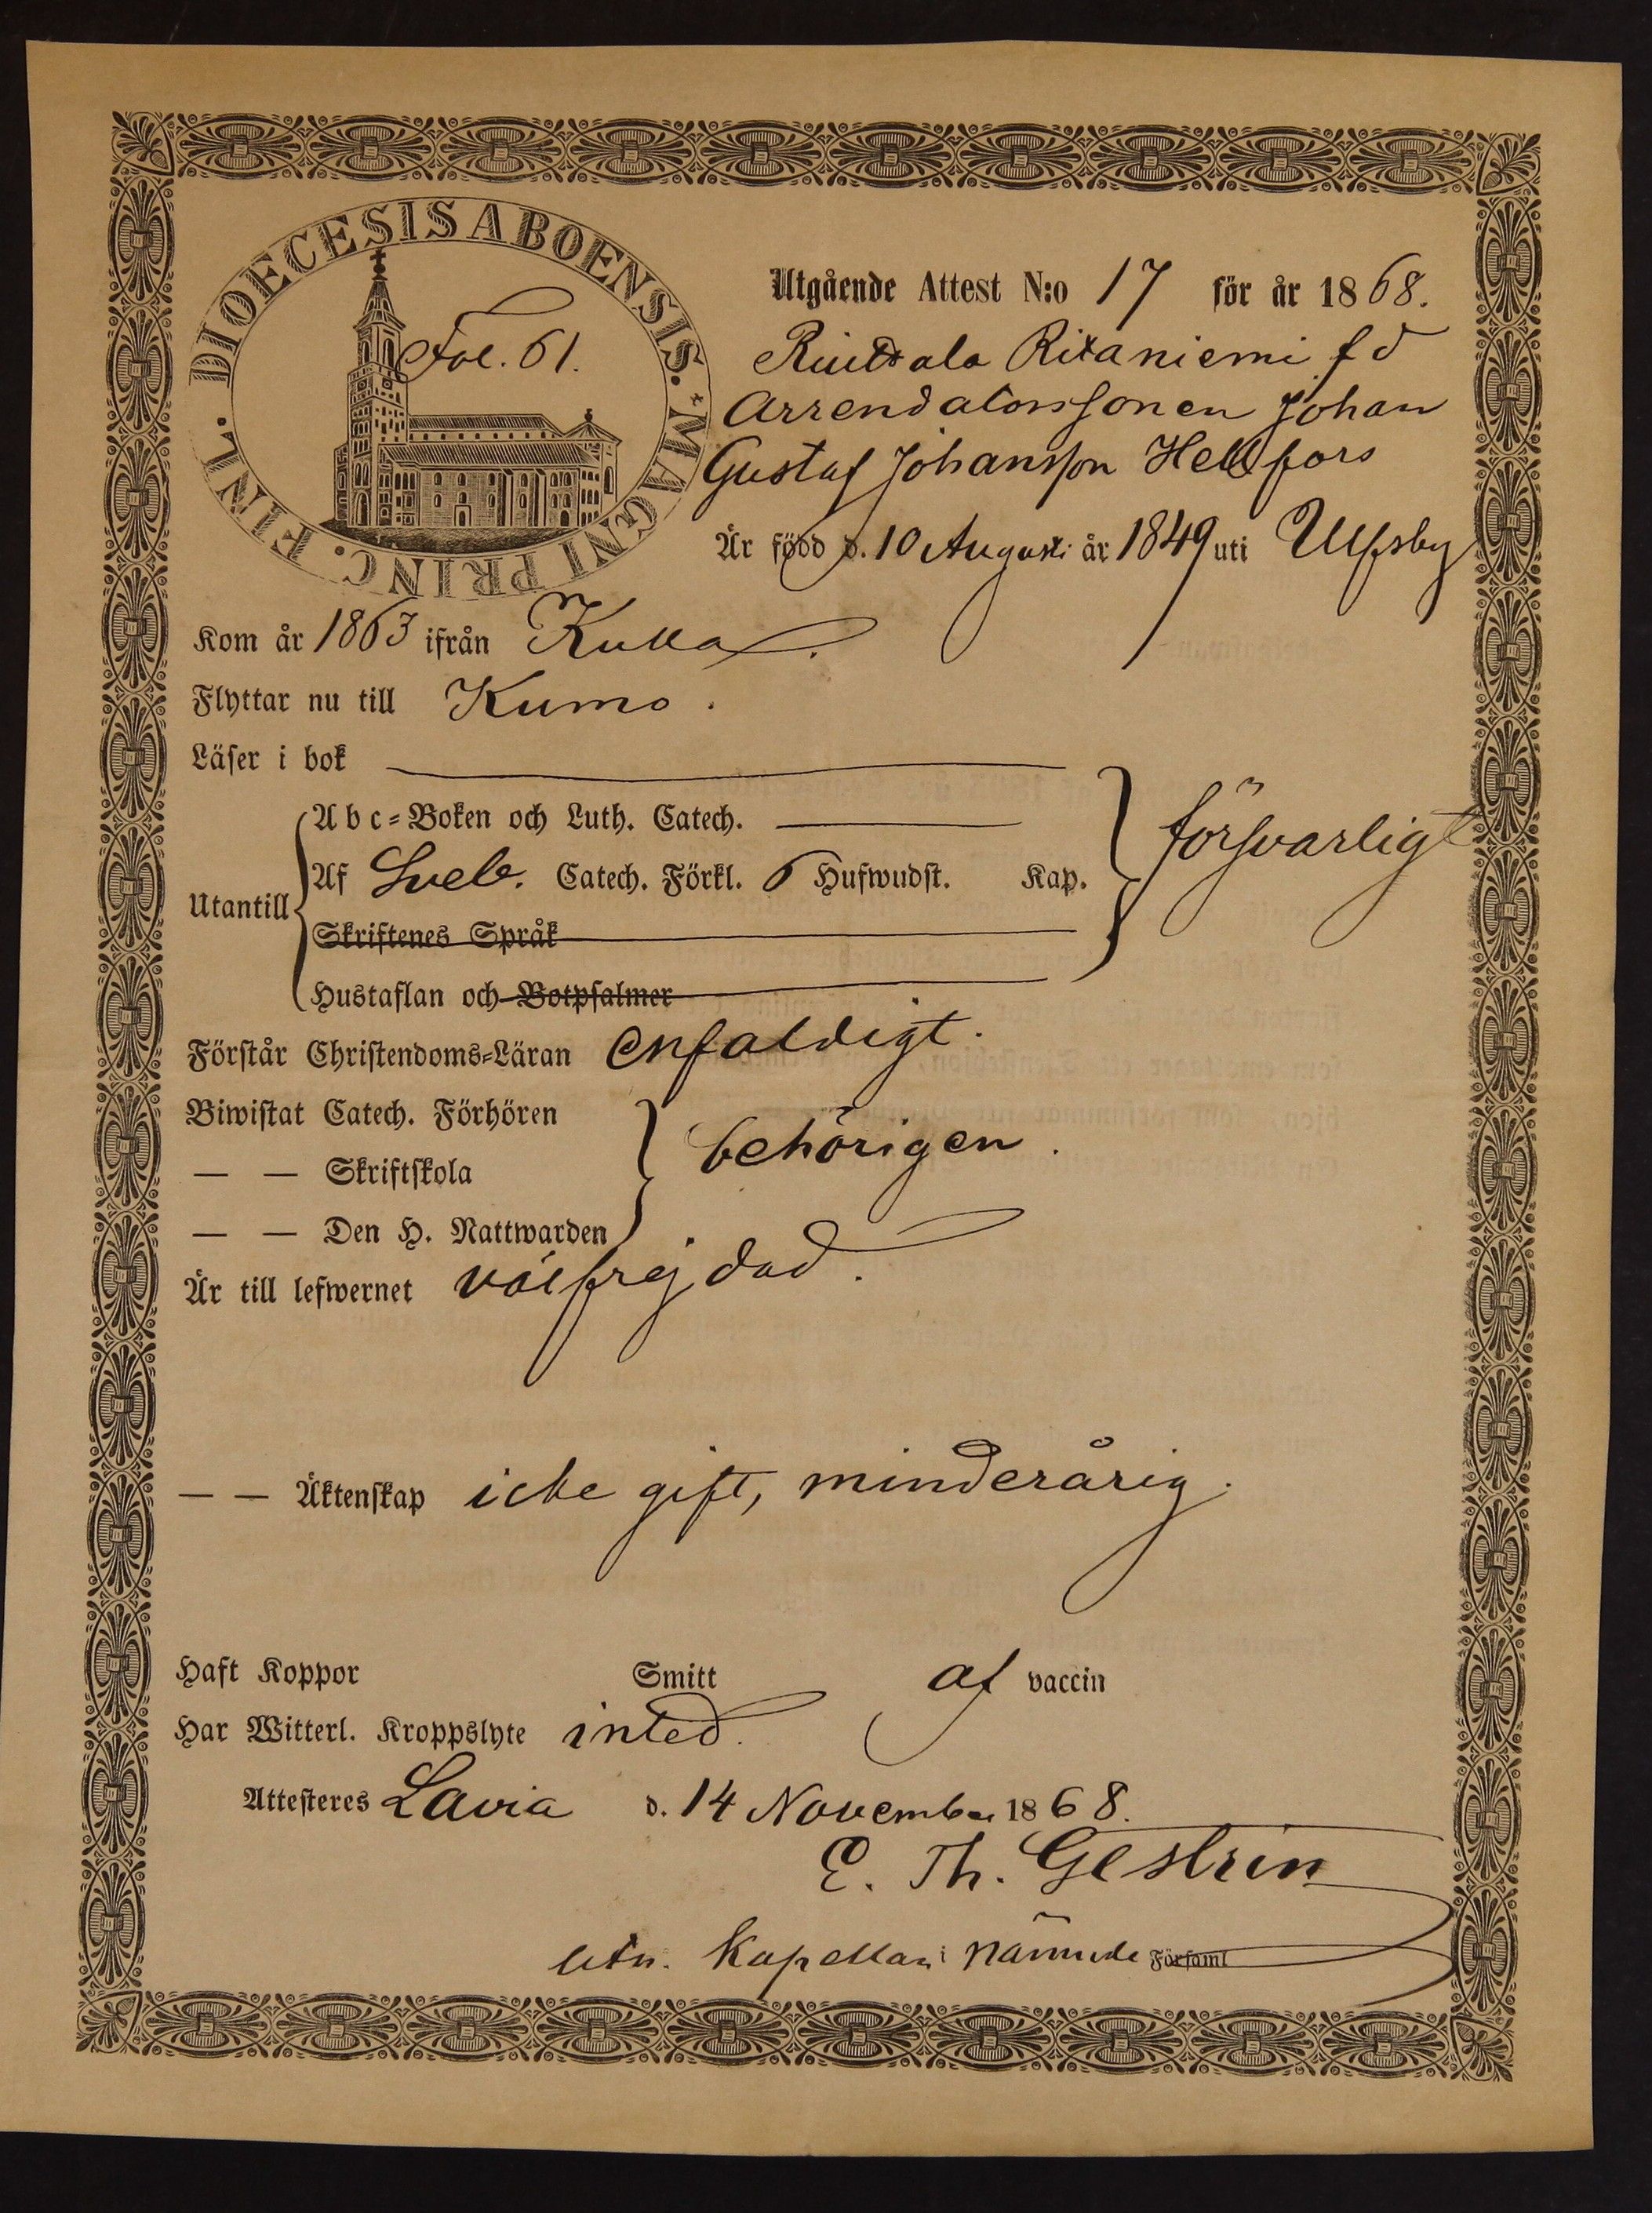 DIOECESIS ABOENSIS. MAGNI PRINC. FINL.
Fol. 61.
Utgående Attest N:o 17 för år 1868.
Ritaniemi f d
Arrendatorssonen Johan
Gustaf Johansson Hellfors
Är född d. 10 Augusti år 1849 uti Ulfsby
Kom år 1863 ifrån Kulla.
Flyttar nu till Kumo.
Läser i bok
Utantill
Abc-Boken och Luth. Catech.
Af Sveb. Catech. Förkl. 6 Hufwudst. Kap.
Skriftenes Språk
Hustaflan och Botpsalmer
försvarligt
Förstår Christendoms-Läran enfaldigt.
Biwistat Catech. Förhören
— — Skriftskola
— — Den H. Nattwarden
behörigen.
Är till lefwernet välfrejdad.
— — Äktenskap icke gift, minderårig.
Haft Koppor Smitt af vaccin
Har Witterl. Kroppslyte inted.
Attesteres Lavia d. 14 November 1868.
E. Th. Gestrin
Kapellan i nämnde Församl